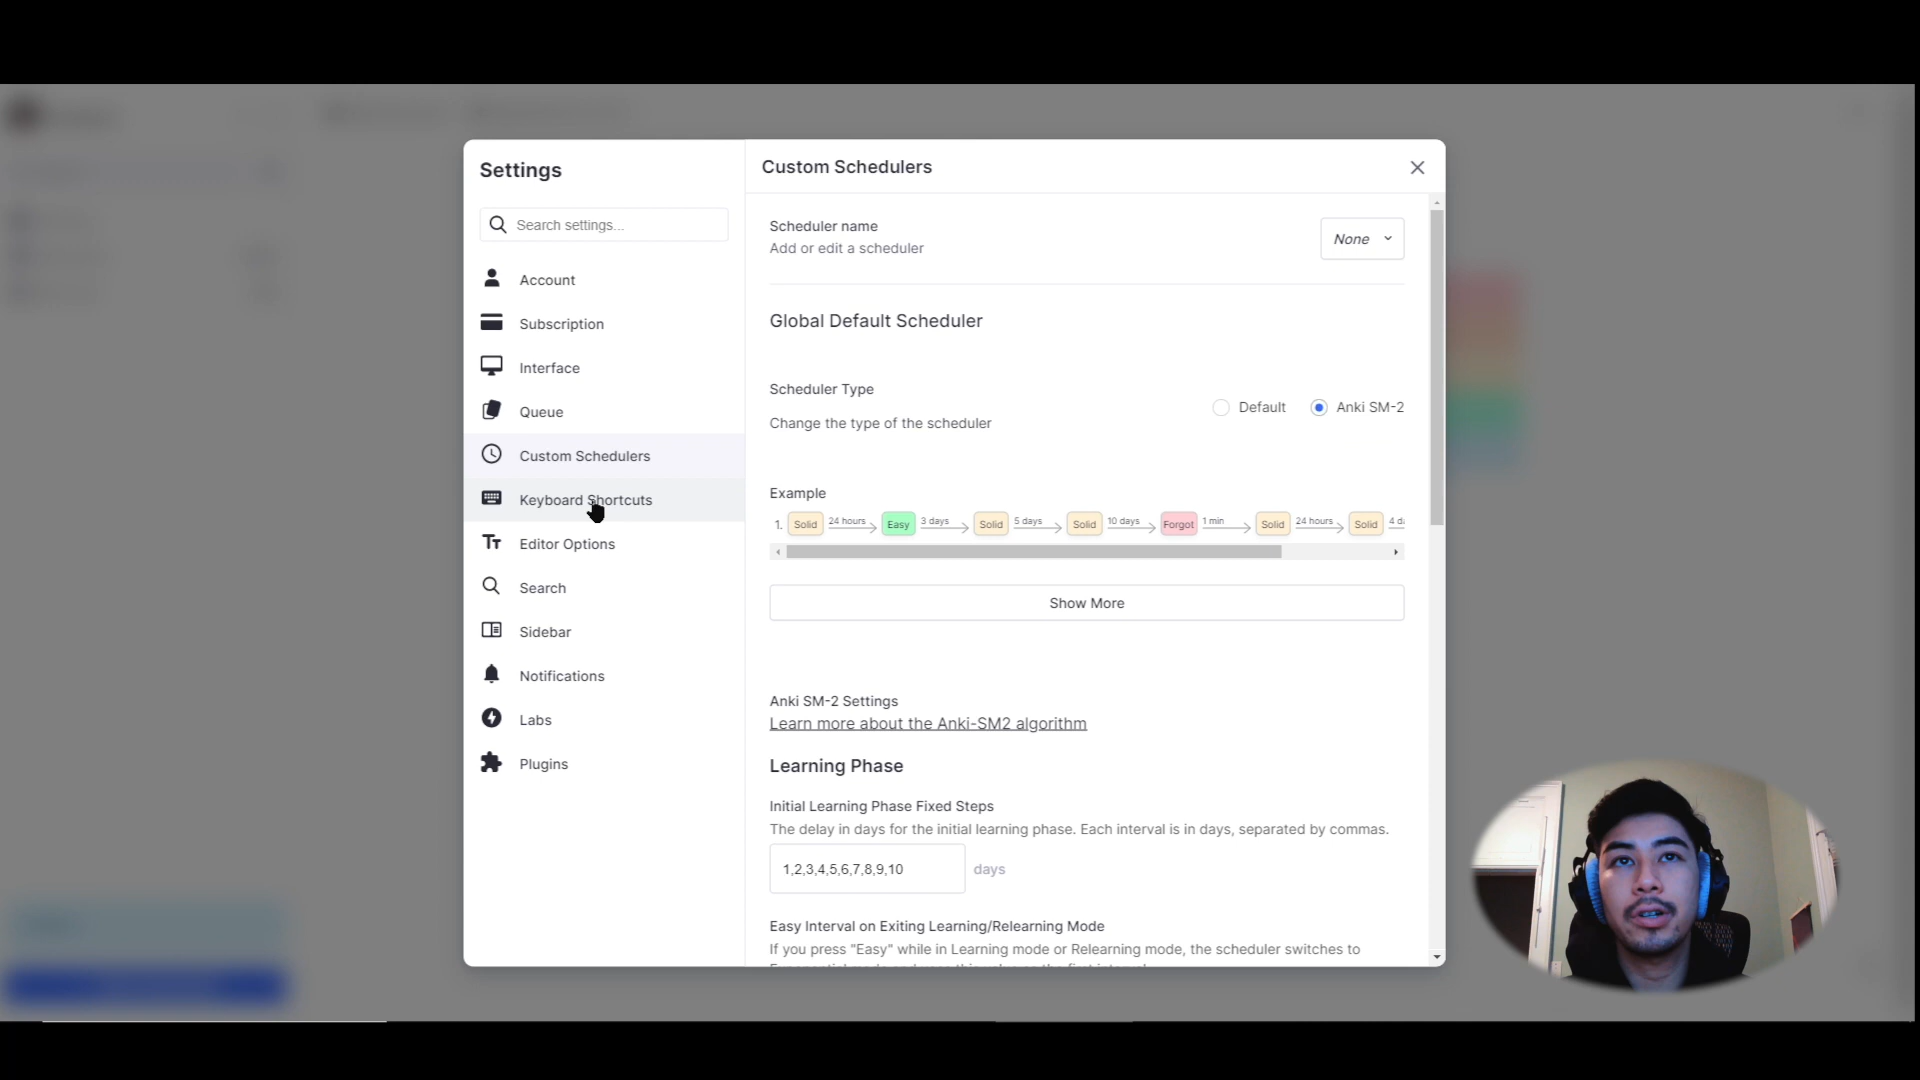 Settings
Search settings...
Account
Subscription
Interface
Queue
Custom Schedulers
Keyboard Shortcuts
Editor Options
Search
Sidebar
Notifications
Labs
Plugins
Custom Schedulers
Scheduler name
Add or edit a scheduler
None
Global Default Scheduler
Scheduler Type
Change the type of the scheduler
Default
Anki SM-2
Example
1. Solid 24 hours Easy 3 days Solid 5 days Solid 10 days Forgot 1 min Solid 24 hours Solid 4
Show More
Anki SM-2 Settings
Learn more about the Anki-SM2 algorithm
Learning Phase
Initial Learning Phase Fixed Steps
The delay in days for the initial learning phase. Each interval is in days, separated by commas.
1,2,3,4,5,6,7,8,9,10 days
Easy Interval on Exiting Learning/Relearning Mode
If you press "Easy" while in Learning mode or Relearning mode, the scheduler switches to